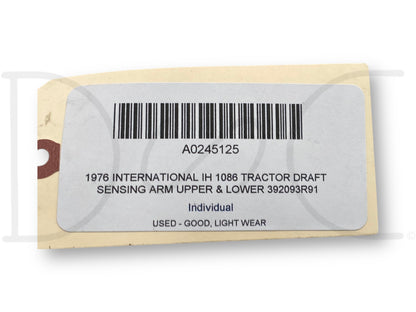 A0245125
1976 INTERNATIONAL IH 1086 TRACTOR DRAFT
SENSING ARM UPPER & LOWER 392093R91
Individual
USED - GOOD, LIGHT WEAR